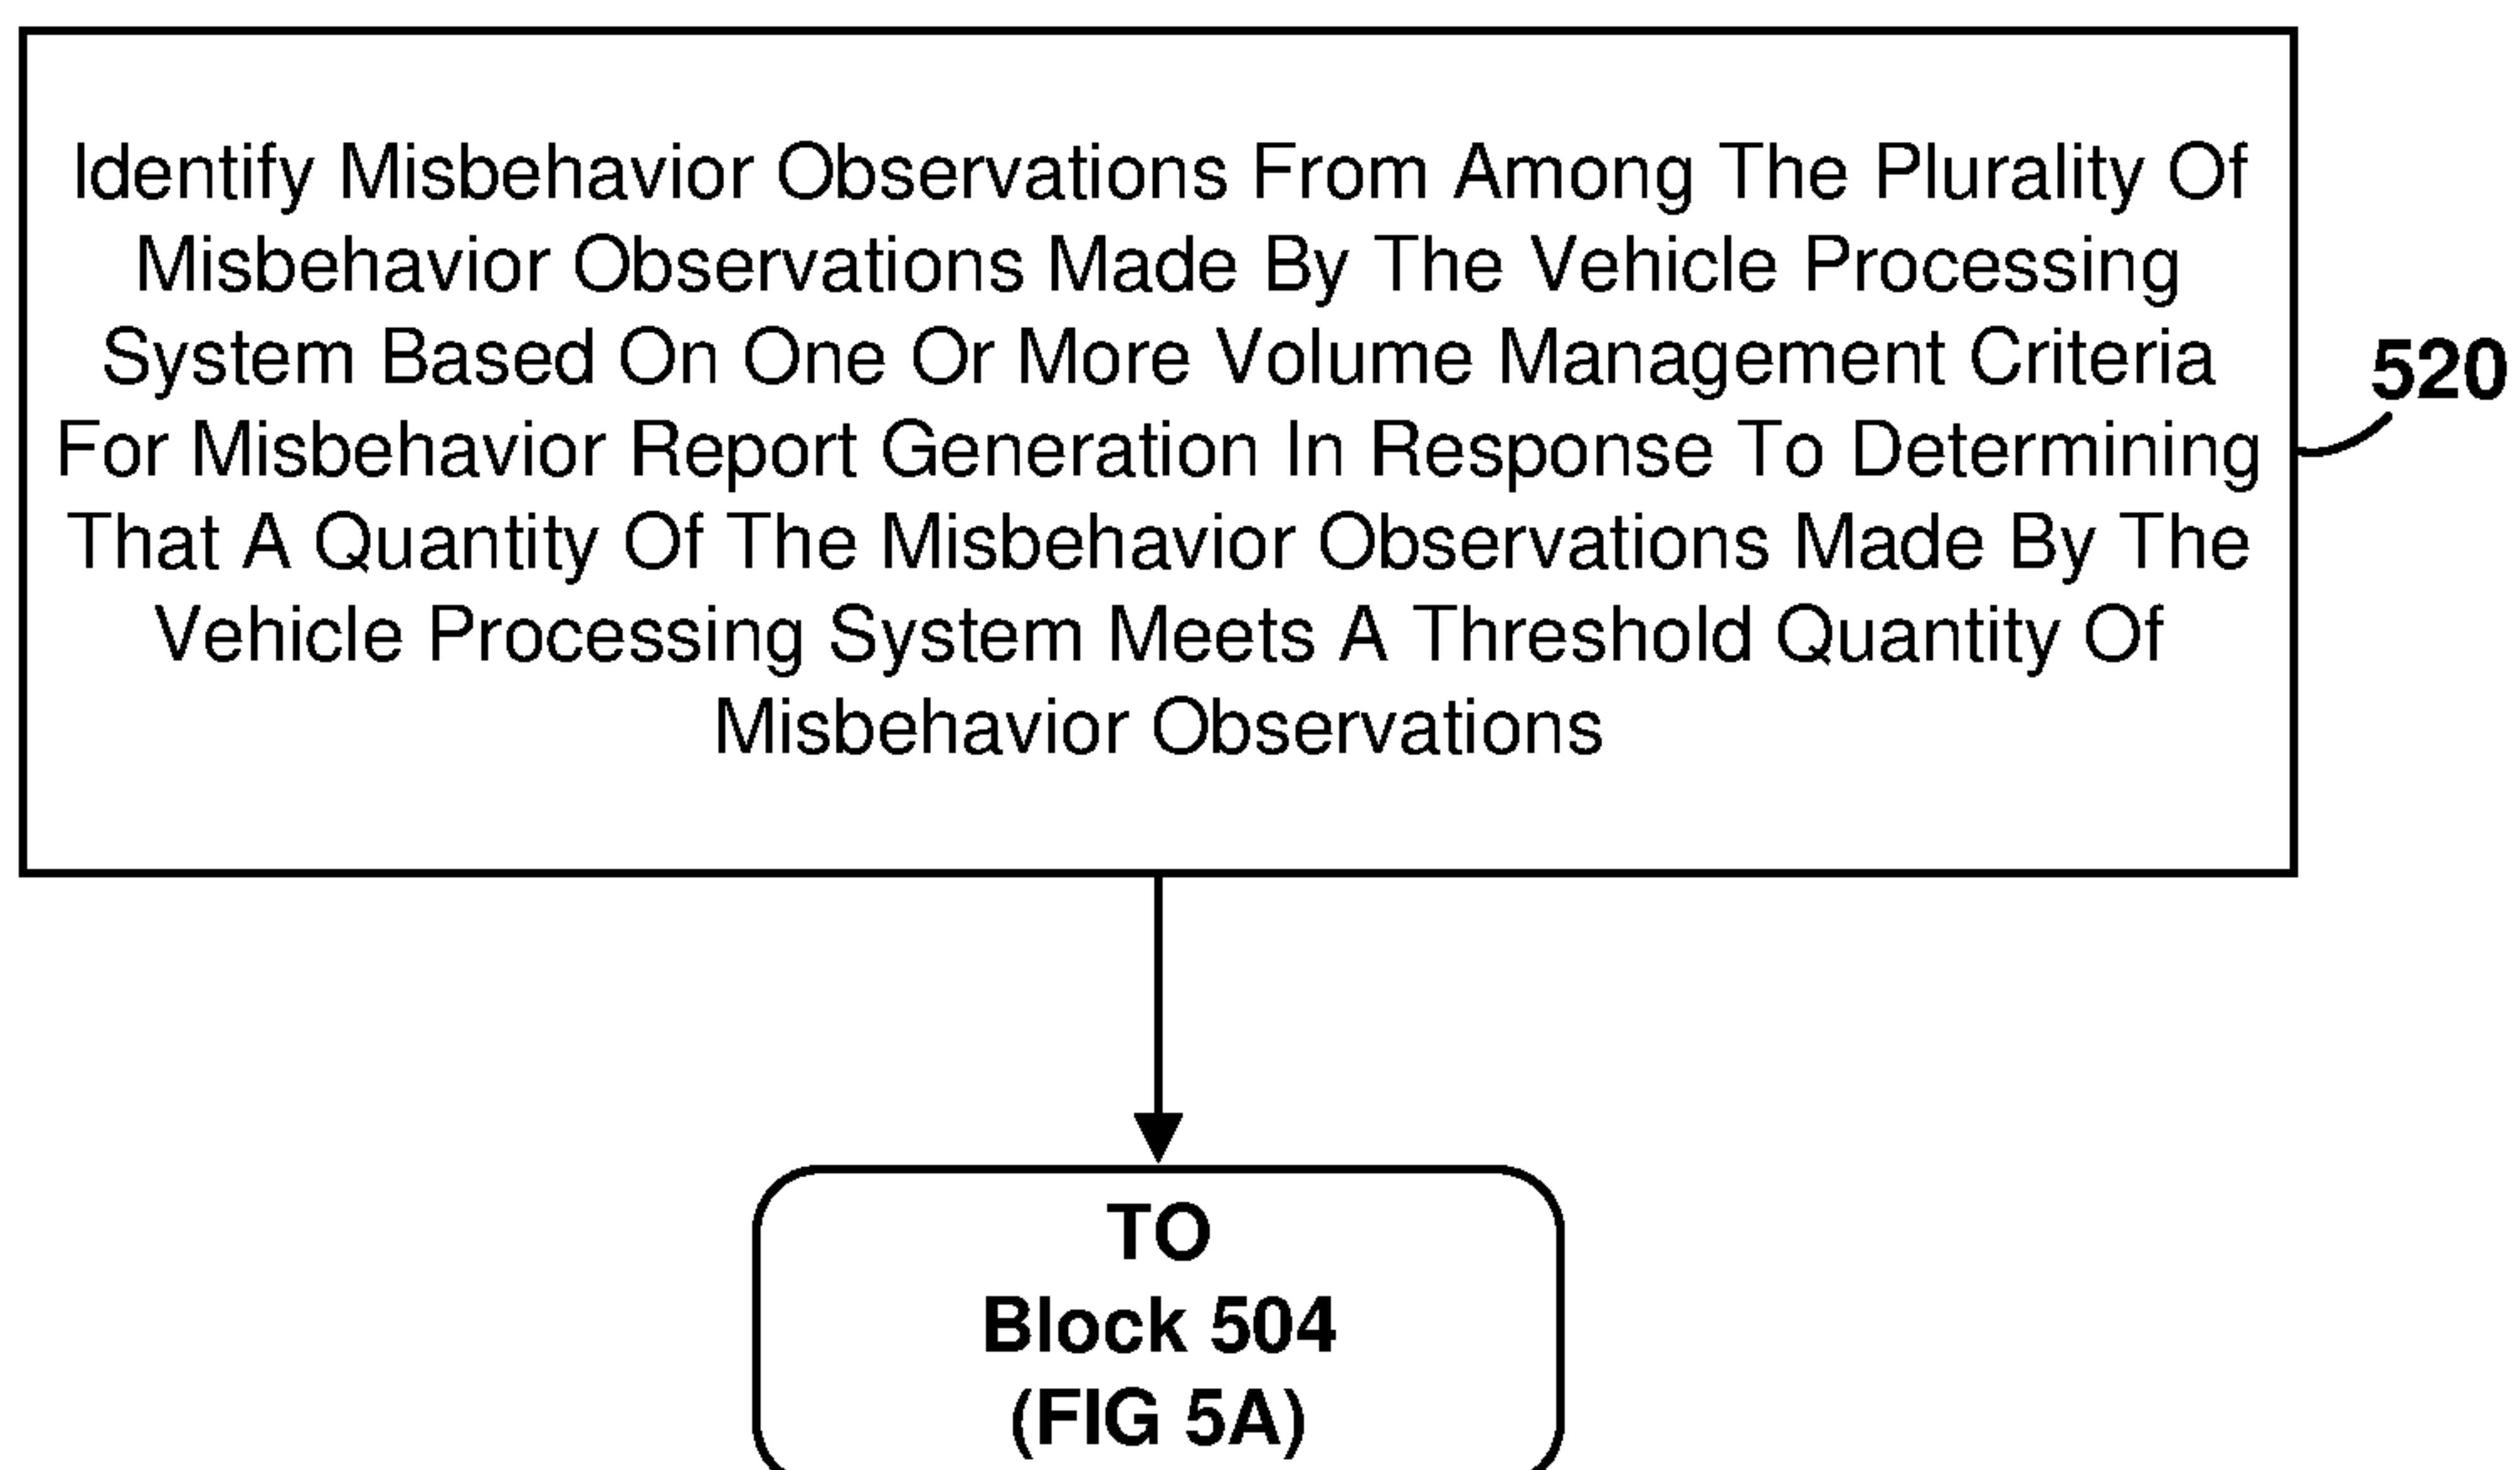 Identify Misbehavior Observations From Among The Plurality Of
Misbehavior Observations Made By The Vehicle Processing
System Based On One Or More Volume Management Criteria
For Misbehavior Report Generation In Response To Determining
That A Quantity Of The Misbehavior Observations Made By The
Vehicle Processing System Meets A Threshold Quantity Of
Misbehavior Observations
520
TO
Block 504
(FIG 5A)